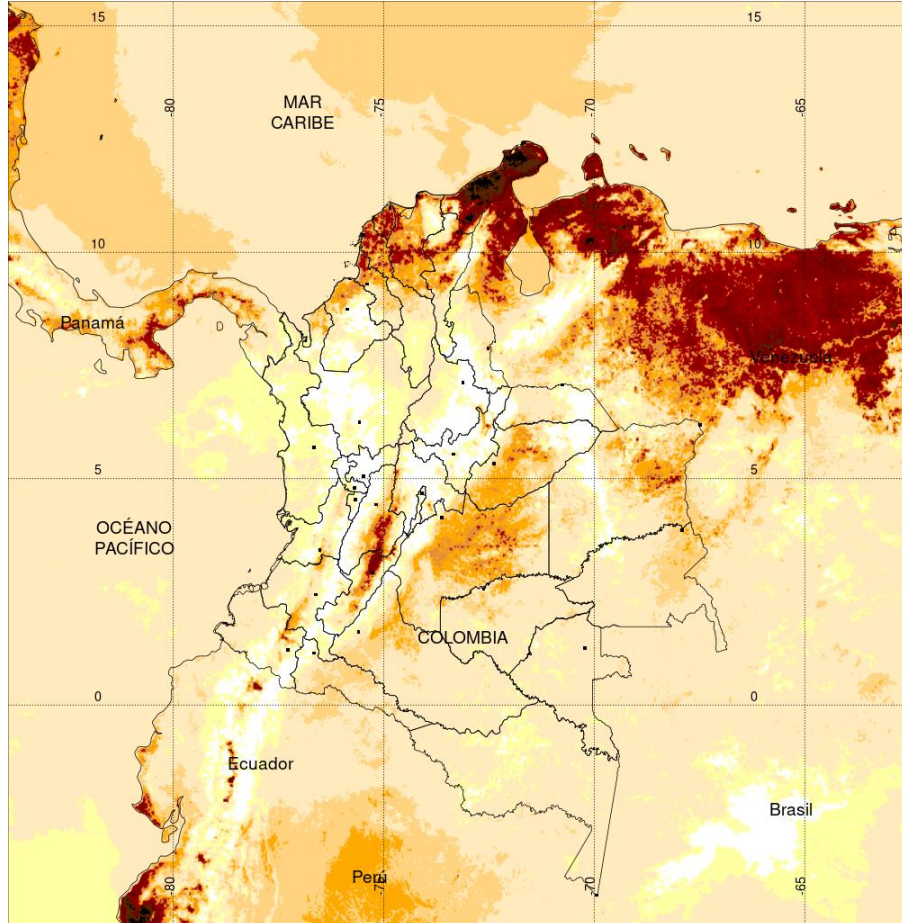 15
15
-80
-75
-70
-65
MAR
CARIBE
10
10
Panamá
Venezuela
5
5
OCÉANO
PACÍFICO
COLOMBIA
0
0
Ecuador
Brasil
Perú
-80
-75
-70
-65